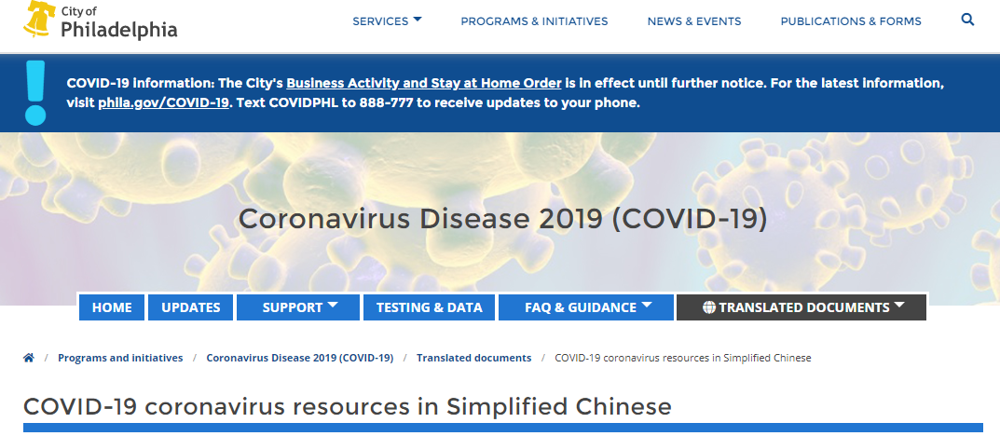 City of
Philadelphia
SERVICES
PROGRAMS & INITIATIVES
NEWS & EVENTS
PUBLICATIONS & FORMS
COVID-19 information: The City's Business Activity and Stay at Home Order is in effect until further notice. For the latest information,
visit phila.gov/COVID-19. Text COVIDPHL to 888-777 to receive updates to your phone.
Coronavirus Disease 2019 (COVID-19)
HOME
UPDATES
SUPPORT
TESTING & DATA
FAQ & GUIDANCE
TRANSLATED DOCUMENTS
/ Programs and initiatives / Coronavirus Disease 2019 (COVID-19) / Translated documents / COVID-19 coronavirus resources in Simplified Chinese
COVID-19 coronavirus resources in Simplified Chinese